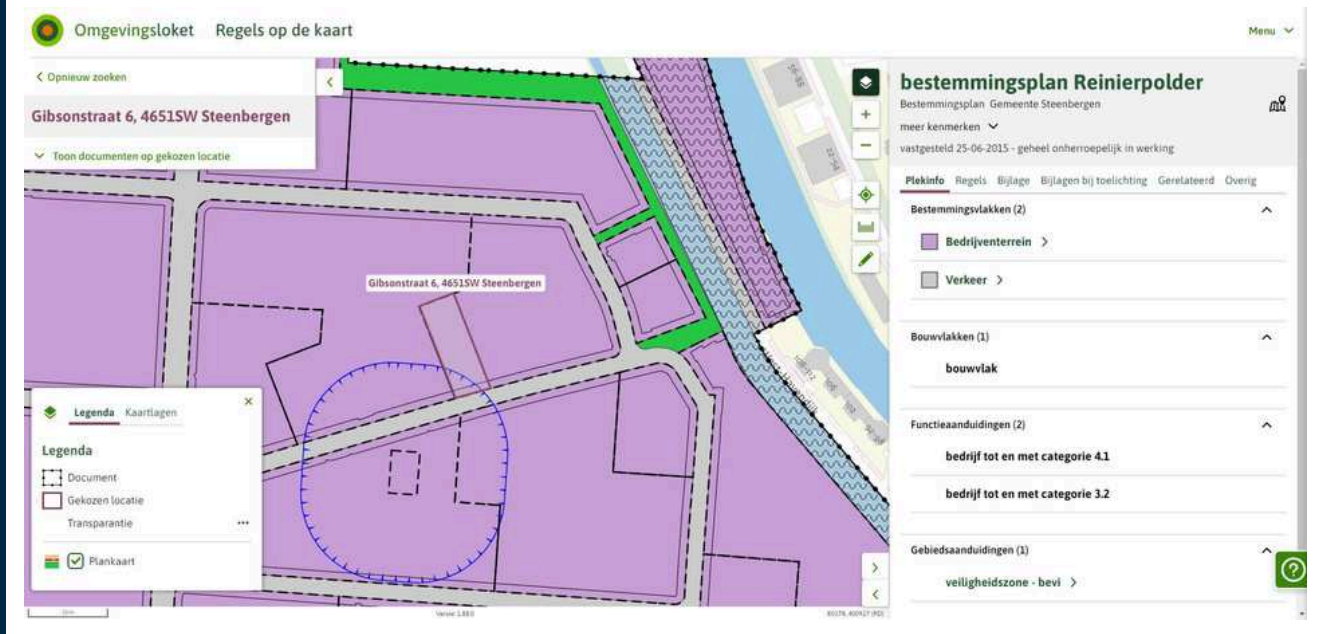 Omgevingsloket Regels op de kaart
Menu
Opnieuw zoeken
Gibsonstraat 6, 4651SW Steenbergen
Toon documenten op gekozen locatie
Gibsonstraat 6, 4651SW Steenbergen
Legenda Kaartlagen
Legenda
Document
Gekozen locatie
Transparantie
Plankaart
Versie 1.88.0
bestemmingsplan Reinierpolder
Bestemmingsplan Gemeente Steenbergen
meer kenmerken
vastgesteld 25-06-2015 - geheel onherroepelijk in werking
Plekinfo Regels Bijlage Bijlagen bij toelichting Gerelateerd Overig
Bestemmingsvlakken (2)
Bedrijventerrein
Verkeer
Bouwvlakken (1)
bouwvlak
Functieaanduidingen (2)
bedrijf tot en met categorie 4.1
bedrijf tot en met categorie 3.2
Gebiedsaanduidingen (1)
veiligheidszone - bevi